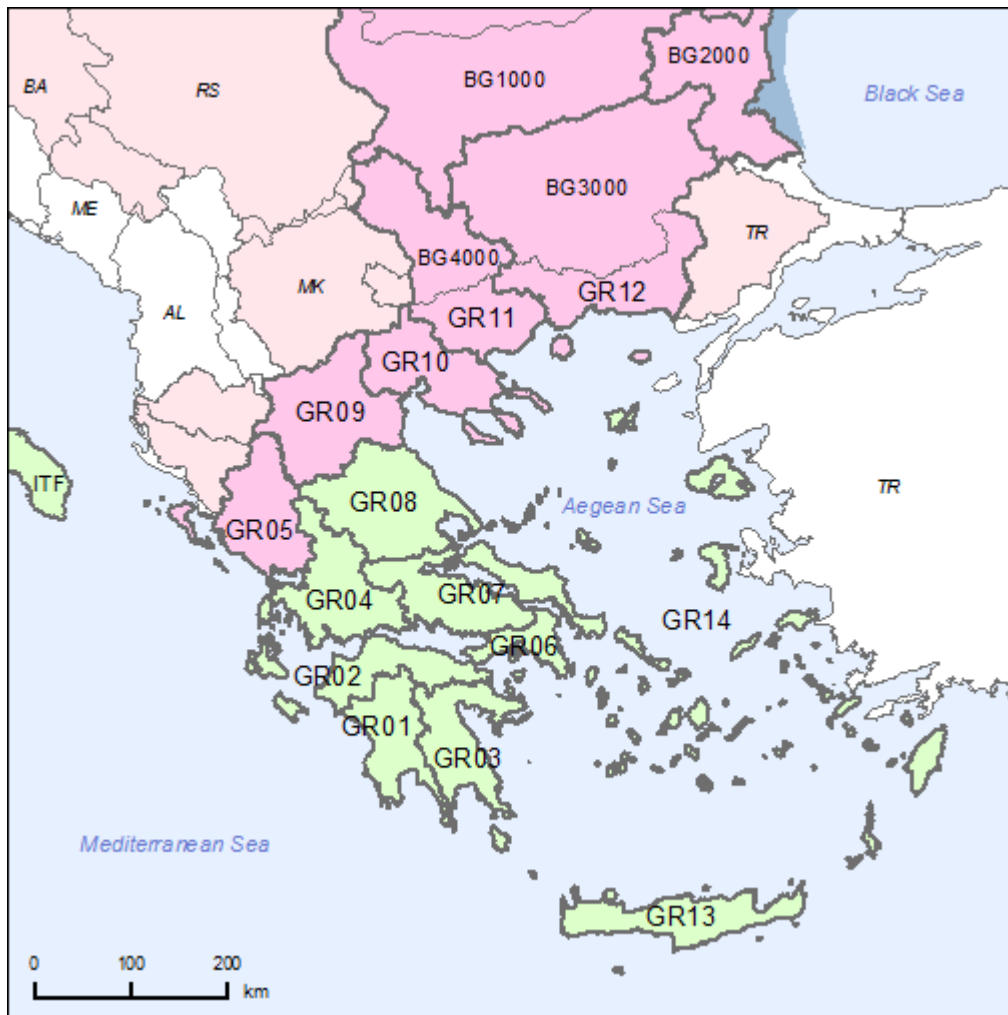 BG2000
BA
RS
BG1000
Black Sea
BG3000
ME
TR
BG4000
MK
AL
GR12
GR11
GR10
GR09
ITF
TR
GR08
Aegean Sea
GR05
GR07
GR04
GR14
GR06
GR02
GR01
GR03
Mediterranean Sea
GR13
0 100 200
km